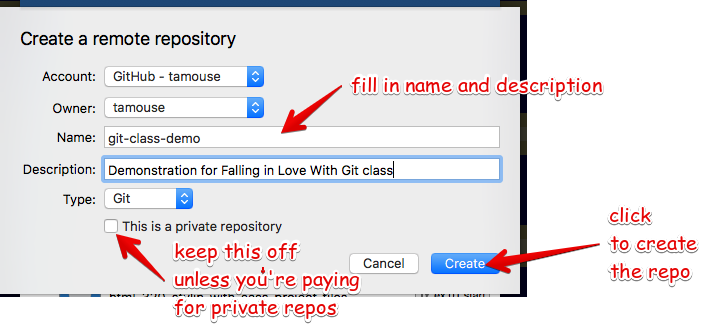 Create a remote repository
Account: GitHub - tamouse
fill in name and description
Owner: tamouse
Name: git-class-demo
Description: Demonstration for Falling in Love With Git class
Type: Git
This is a private repository
click
to create
the repo
keep this off
unless you're paying
for private repos
Cancel Create